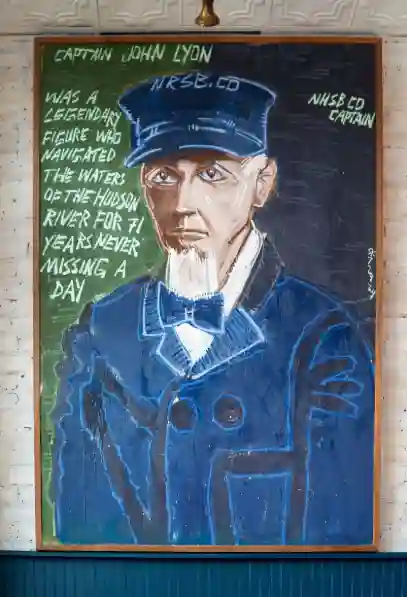 CAPTAIN JOHN LYON
NRSB.CO
NHSB CO
CAPTAIN
WAS A
LEGENDARY
FIGURE WHO
NAVIGATED
THE WATERS
OF THE HUDSON
RIVER FOR 71
YEARS NEVER
MISSING A
DAY